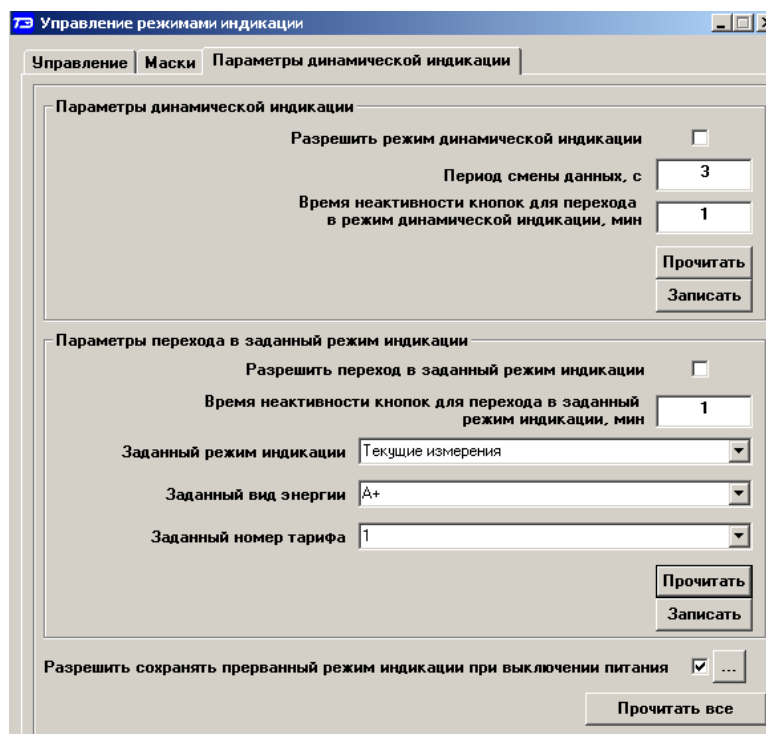 ТЭ Управление режимами индикации
Управление Маски Параметры динамической индикации
Параметры динамической индикации
Разрешить режим динамической индикации
Период смены данных, с 3
Время неактивности кнопок для перехода
в режим динамической индикации, мин 1
Прочитать
Записать
Параметры перехода в заданный режим индикации
Разрешить переход в заданный режим индикации
Время неактивности кнопок для перехода в заданный
режим индикации, мин 1
Заданный режим индикации Текущие измерения
Заданный вид энергии А+
Заданный номер тарифа 1
Прочитать
Записать
Разрешить сохранять прерванный режим индикации при выключении питания ...
Прочитать все